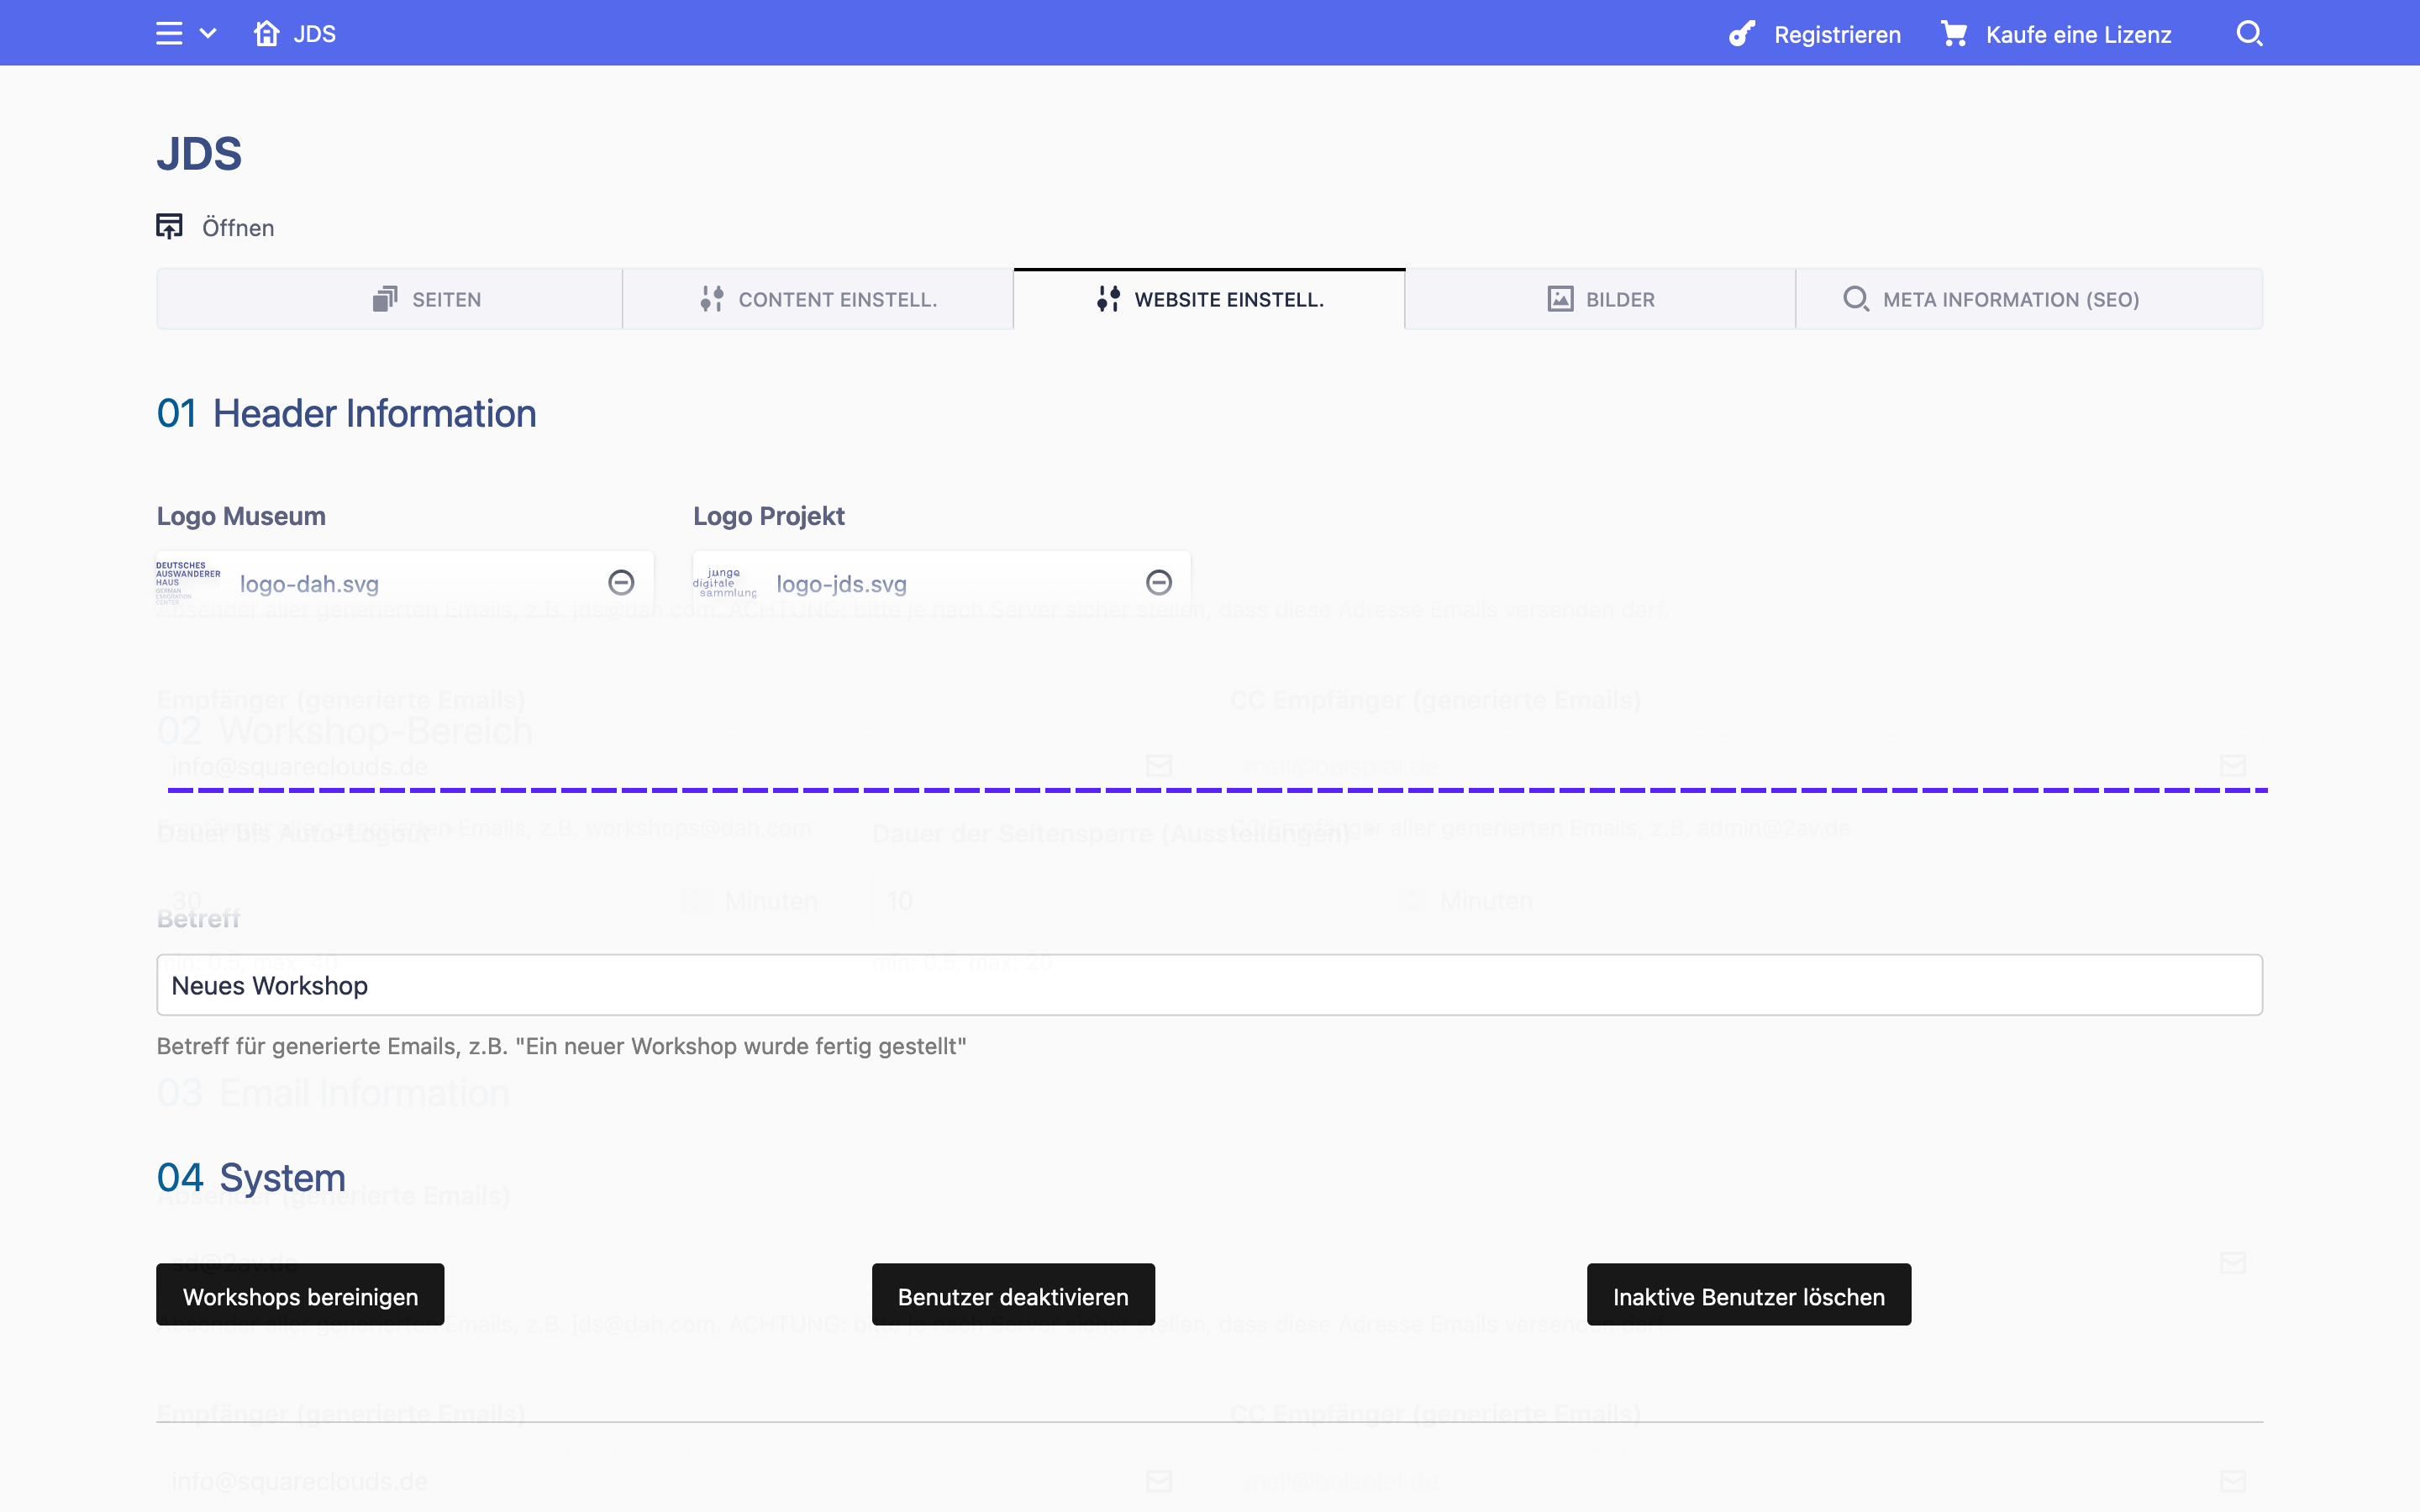 JDS
Registrieren
Kaufe eine Lizenz
JDS
Öffnen
SEITEN
CONTENT EINSTELL.
WEBSITE EINSTELL.
BILDER
META INFORMATION (SEO)
01 Header Information
Logo Museum
Logo Projekt
DEUTSCHES
AUSWANDERER
HAUS
GERMAN
EMIGRATION
CENTER
logo-dah.svg
junge
digitale
sammlung
logo-jds.svg
Absender aller generierten Emails, z.B. jds@dah.com. ACHTUNG: bitte je nach Server sicher stellen, dass diese Adresse Emails versenden darf
Empfänger (generierte Emails)
CC Empfänger (generierte Emails)
02 Workshop-Bereich
info@squareclouds.de
mail@beispiel.de
Empfänger aller generierten Emails, z.B. workshops@dah.com
CC Empfänger aller generierten Emails, z.B. admin@2av.de
Dauer bis Auto-Logout
Dauer der Seitensperre (Ausstellungen)
30
Minuten
10
Minuten
Betreff
min: 0.5, max: 40
min: 0.5, max: 20
Neues Workshop
Betreff für generierte Emails, z.B. "Ein neuer Workshop wurde fertig gestellt"
03 Email Information
04 System
Absender (generierte Emails)
sd@2av.de
Workshops bereinigen
Benutzer deaktivieren
Inaktive Benutzer löschen
Absender aller generierten Emails, z.B. jds@dah.com. ACHTUNG: bitte je nach Server sicher stellen, dass diese Adresse Emails versenden darf
Empfänger (generierte Emails)
CC Empfänger (generierte Emails)
info@squareclouds.de
mail@beispiel.de